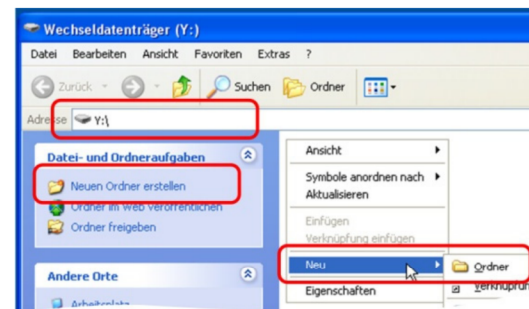 Wechseldatenträger (Y:)
Datei Bearbeiten Ansicht Favoriten Extras ?
Zurück Suchen Ordner
Adresse Y:\
Datei- und Ordneraufgaben
Neuen Ordner erstellen
Ordner im Web veröffentlichen
Ordner freigeben
Andere Orte
Arbeitsplatz
Ansicht
Symbole anordnen nach
Aktualisieren
Einfügen
Verknüpfung einfügen
Neu
Eigenschaften
Ordner